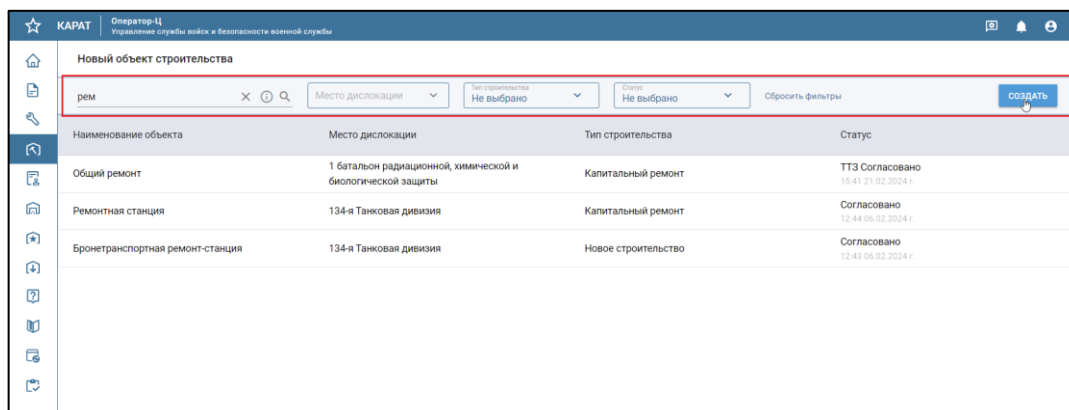 КАРАТ
Оператор-Ц
Управление службы войск и безопасности военной службы
Новый объект строительства
рем
Место дислокации
Тип строительства
Не выбрано
Статус
Не выбрано
Сбросить фильтры
СОЗДАТЬ
Наименование объекта Место дислокации Тип строительства Статус
Общий ремонт
1 батальон радиационной, химической и
биологической защиты
Капитальный ремонт
ТТЗ Согласовано
15:41 21.02.2024 г.
Ремонтная станция
134-я Танковая дивизия
Капитальный ремонт
Согласовано
12:44 06.02.2024 г.
Бронетранспортная ремонт-станция
134-я Танковая дивизия
Новое строительство
Согласовано
12:43 06.02.2024 г.